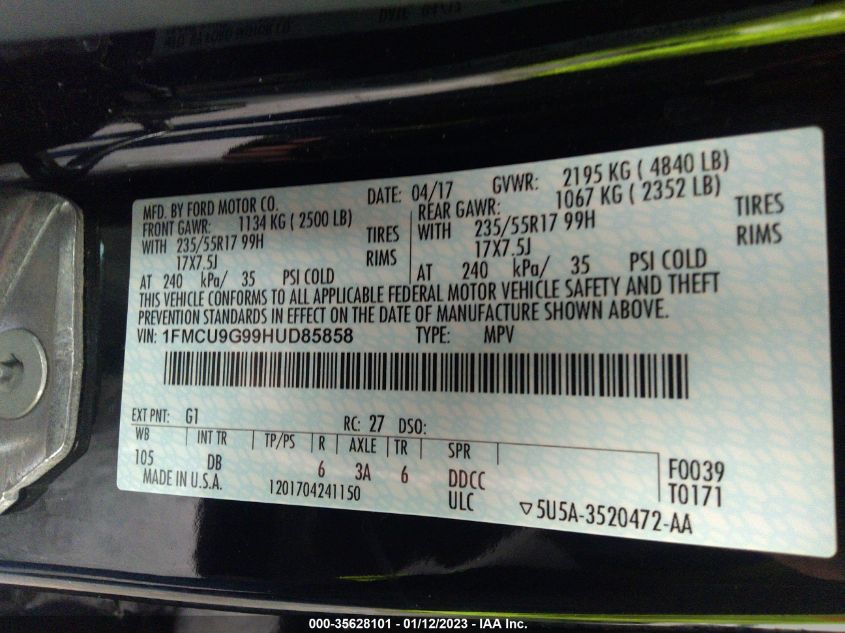 MFD. BY FORD MOTOR CO.
DATE: 04/17
GVWR: 2195 KG ( 4840 LB)
FRONT GAWR: 1134 KG ( 2500 LB)
WITH 235/55R17 99H TIRES
17X7.5J RIMS
AT 240 kPa/ 35 PSI COLD
REAR GAWR: 1067 KG ( 2352 LB)
WITH 235/55R17 99H TIRES
17X7.5J RIMS
AT 240 kPa/ 35 PSI COLD
THIS VEHICLE CONFORMS TO ALL APPLICABLE FEDERAL MOTOR VEHICLE SAFETY AND THEFT
PREVENTION STANDARDS IN EFFECT ON THE DATE OF MANUFACTURE SHOWN ABOVE.
VIN: 1FMCU9G99HUD85858 TYPE: MPV
EXT PNT: G1 RC: 27 DSO:
WB INT TR TP/PS R AXLE TR SPR
105 DB 6 3A 6 DDCC
F0039
T0171
MADE IN U.S.A. 1201704241150 ULC
▽5U5A-3520472-AA
000-35628101 - 01/12/2023 - IAA Inc.